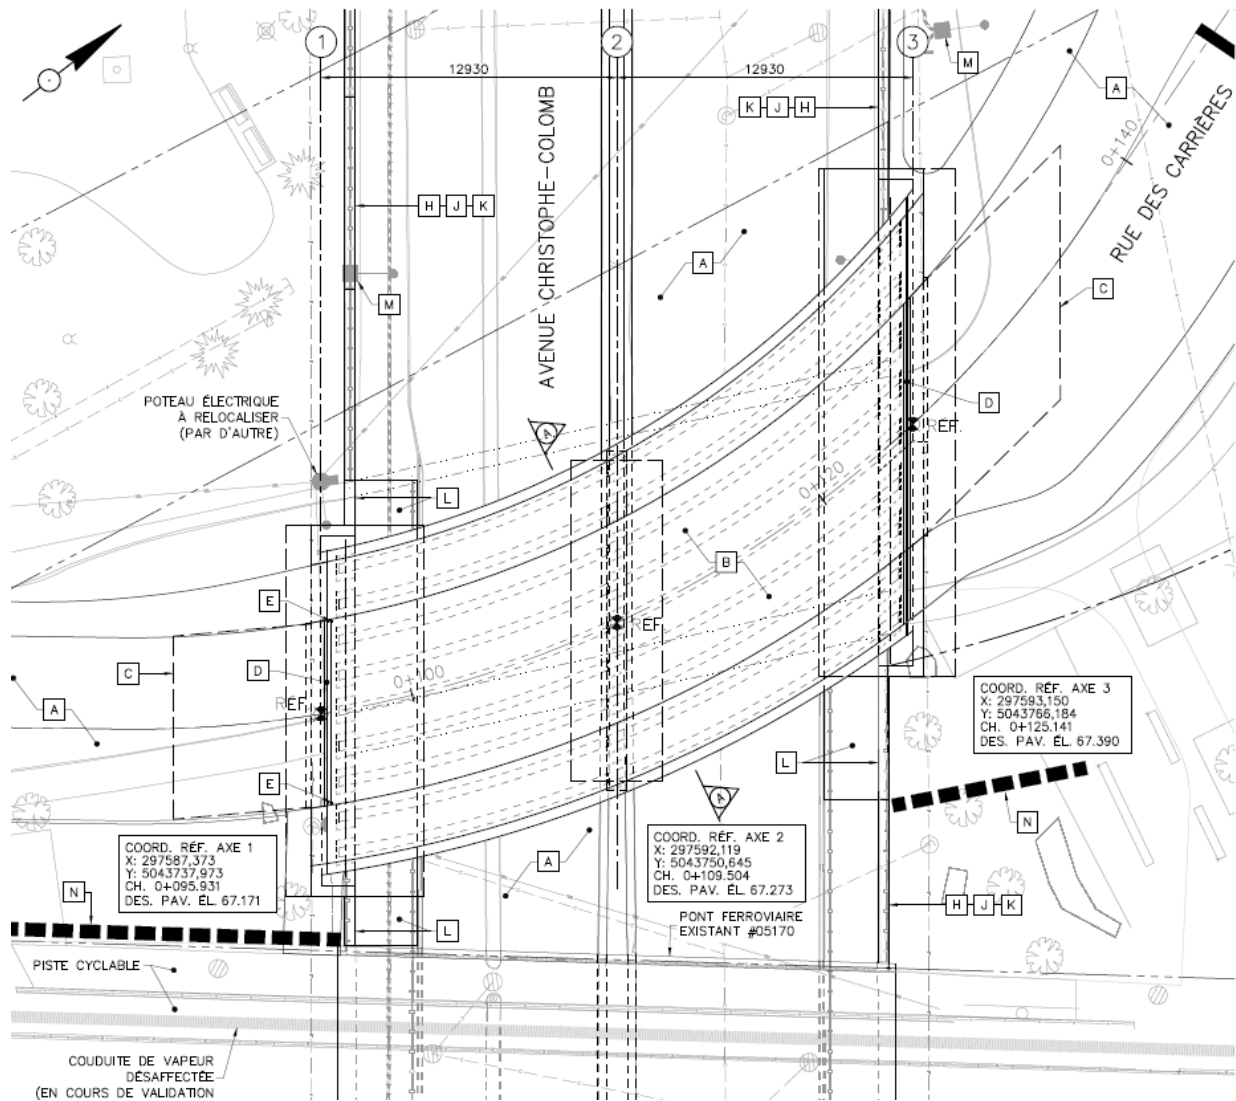 1
2
3
M
12930
12930
A
K J H
0+140
RUE DES CARRIÈRES
AVENUE CHRISTOPHE-COLOMB
H J K
A
C
M
POTEAU ÉLECTRIQUE
À RELOCALISER
(PAR D'AUTRE)
D
A
RÉF.
0+120
L
B
E
RÉF.
C
D
0+100
RÉF.
A
COORD. RÉF. AXE 3
X: 297593,150
Y: 5043766,184
CH. 0+125.141
DES. PAV. ÉL. 67.390
L
E
A
N
COORD. RÉF. AXE 1
X: 297587,373
Y: 5043737,973
CH. 0+095.931
DES. PAV. ÉL. 67.171
COORD. RÉF. AXE 2
X: 297592,119
Y: 5043750,645
CH. 0+109.504
DES. PAV. ÉL. 67.273
A
N
H J K
L
PONT FERROVIAIRE
EXISTANT #05170
PISTE CYCLABLE
COUDUITE DE VAPEUR
DÉSAFFECTÉE
(EN COURS DE VALIDATION